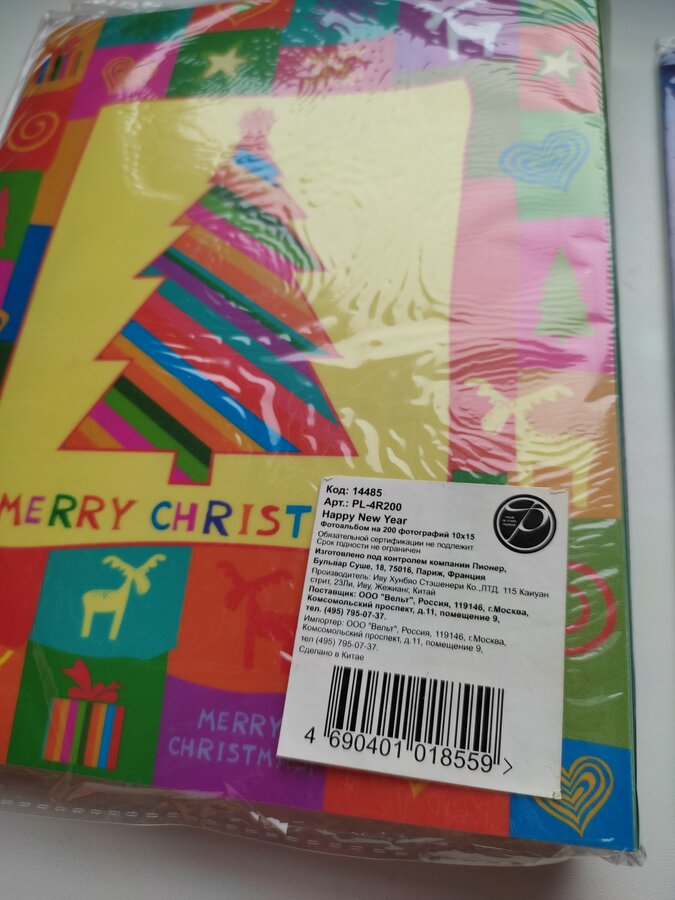 MERRY CHRIST
MERRY
CHRISTMAS
Код: 14485
Арт.: PL-4R200
Happy New Year
Фотоальбом на 200 фотографий 10x15
Обязательной сертификации не подлежит
Срок годности не ограничен
Изготовлено под контролем компании Пионер,
Бульвар Суше, 18, 75016, Париж, Франция
Производитель: Иву Хунбяо Стэшенери Ко.,ЛТД. 115 Каиуан
стрит, 23Ли, Иву, Жежианг, Китай
Поставщик: ООО "Вельт", Россия, 119146, г.Москва,
Комсомольский проспект, д.11, помещение 9,
тел. (495) 795-07-37.
Импортер: ООО "Вельт", Россия, 119146, г.Москва,
Комсомольский проспект, д.11, помещение 9,
тел (495) 795-07-37.
Сделано в Китае
4 690401 018559 >